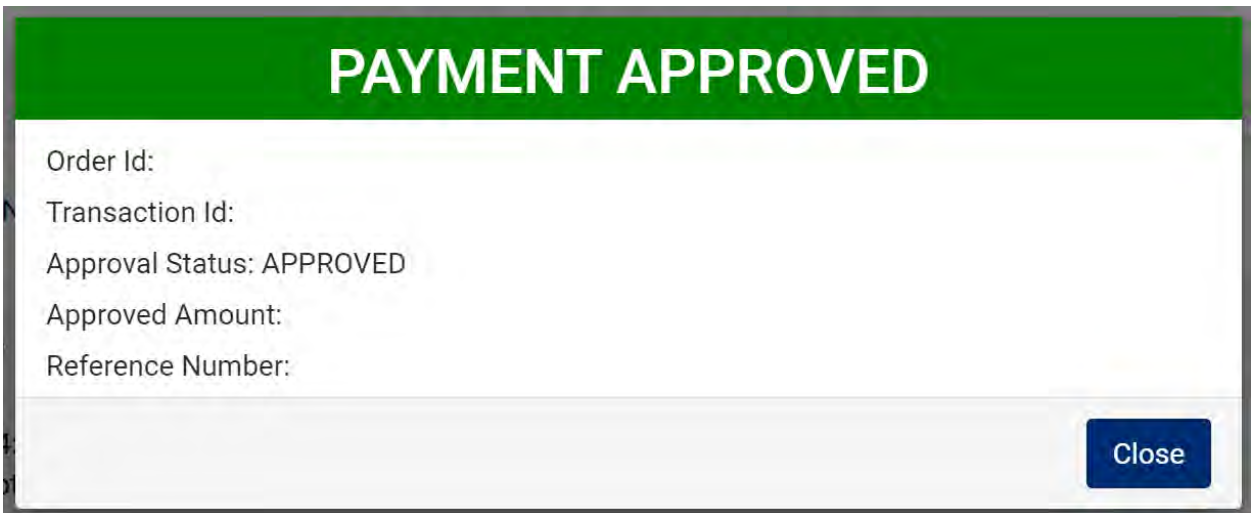 PAYMENT APPROVED
Order Id:
Transaction Id:
Approval Status: APPROVED
Approved Amount:
Reference Number:
Close